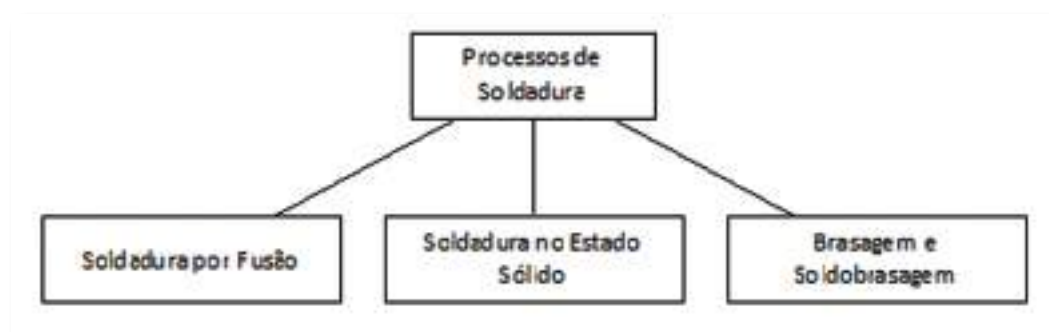 Processos de
Soldadura
Soldadura por Fusão
Soldadura no Estado
Sólido
Brasagem e
Soldobrasagem